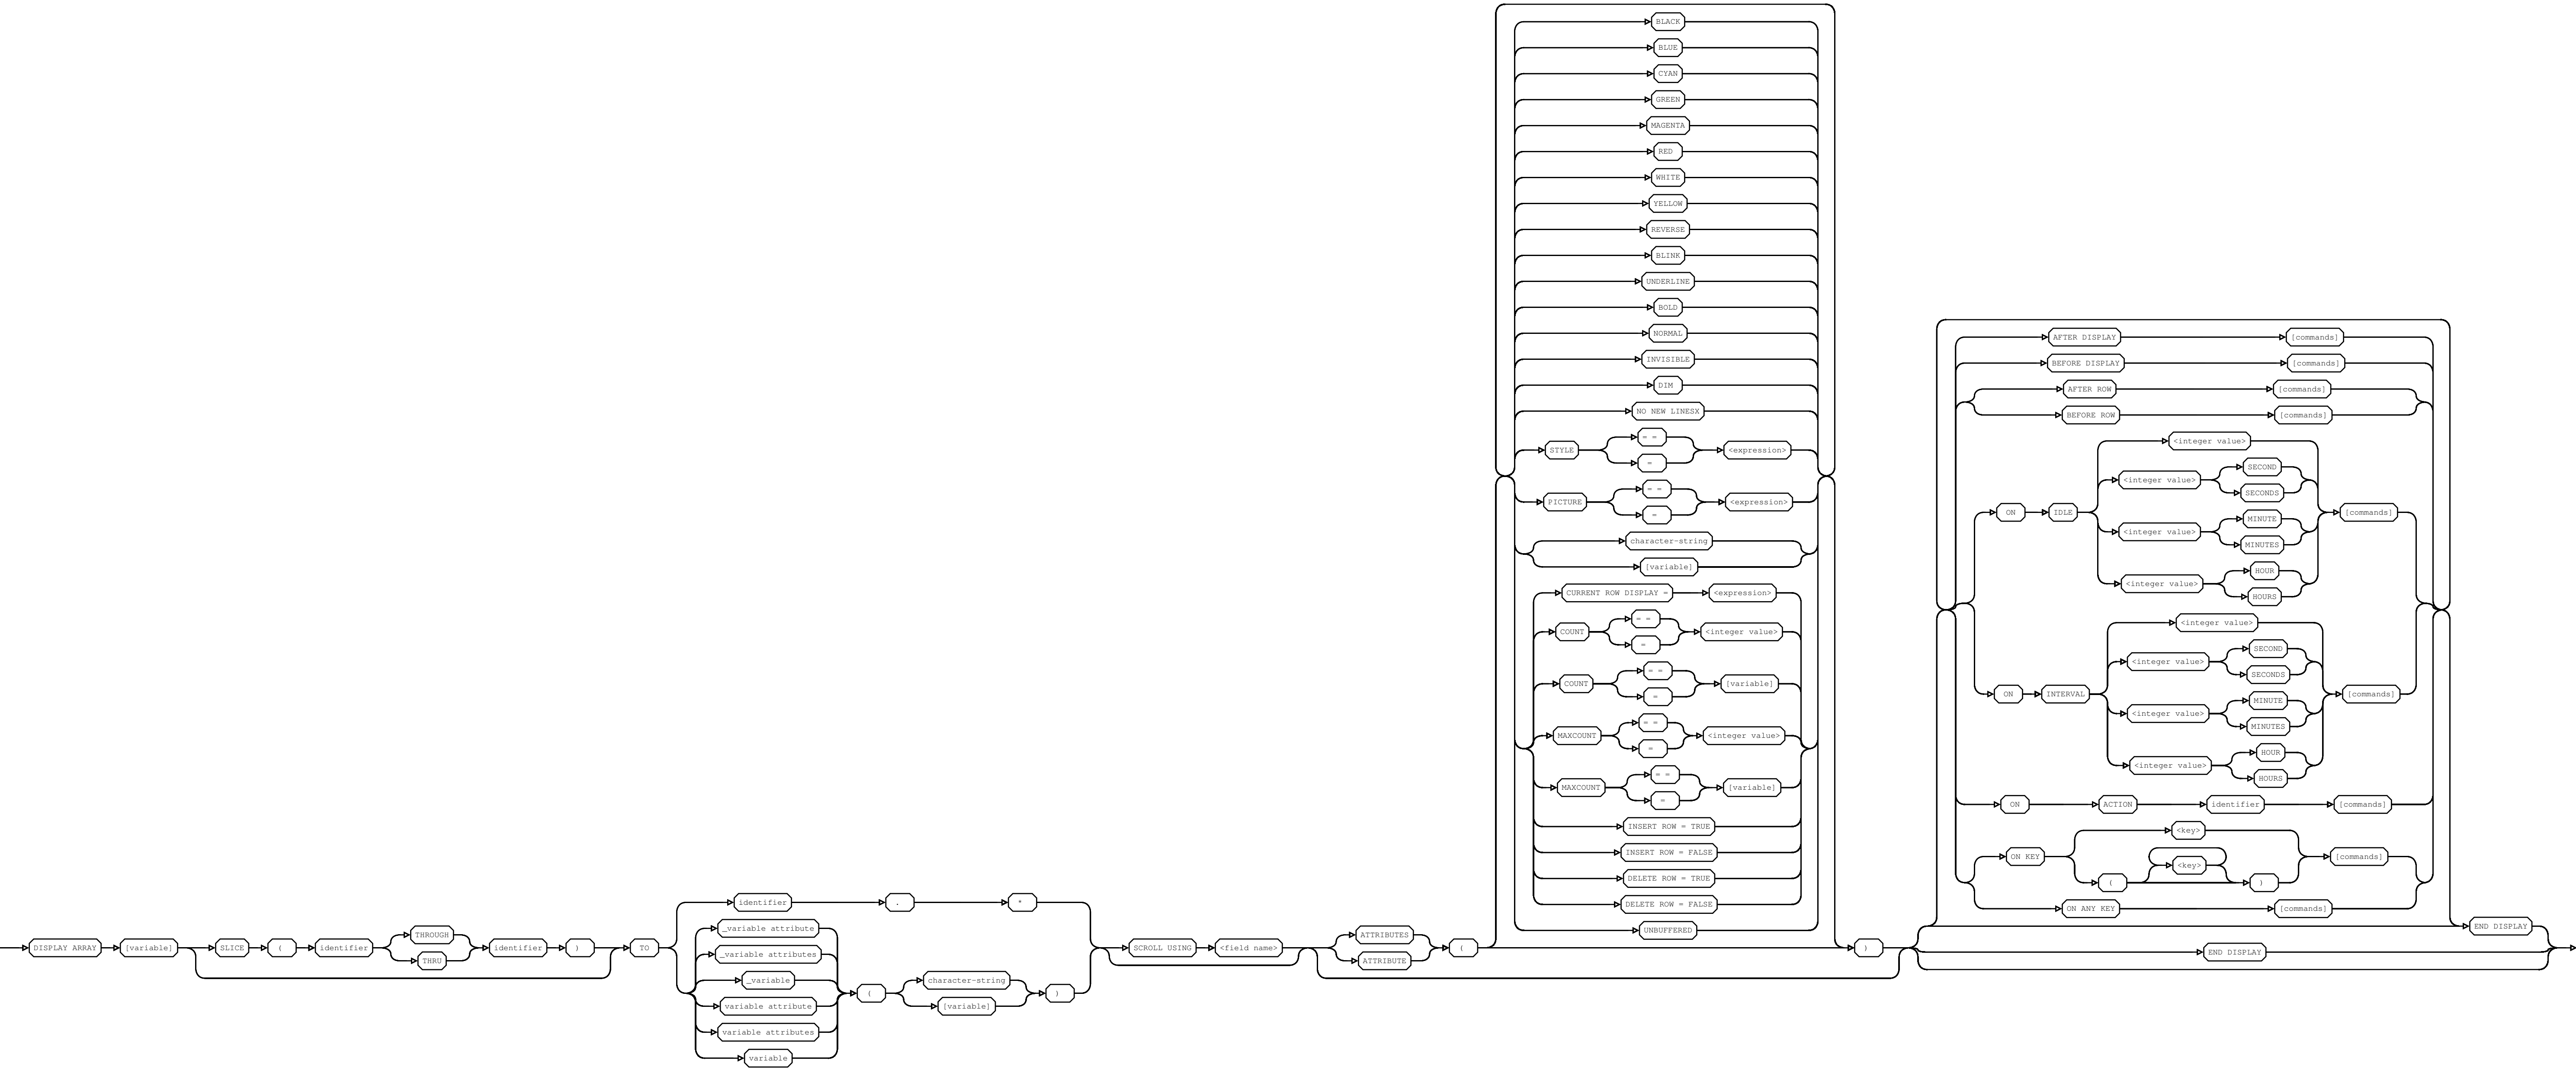 BLACK
BLUE
CYAN
GREEN
MAGENTA
RED
WHITE
YELLOW
REVERSE
BLINK
UNDERLINE
BOLD
NORMAL
INVISIBLE
DIM
NO NEW LINESX
STYLE = = <expression>
=
PICTURE = = <expression>
=
character-string
[variable]
CURRENT ROW DISPLAY = <expression>
COUNT = = <integer value>
=
COUNT = = [variable]
=
MAXCOUNT = = <integer value>
=
MAXCOUNT = = [variable]
=
INSERT ROW = TRUE
INSERT ROW = FALSE
DELETE ROW = TRUE
DELETE ROW = FALSE
UNBUFFERED
AFTER DISPLAY [commands]
BEFORE DISPLAY [commands]
AFTER ROW [commands]
BEFORE ROW [commands]
<integer value>
<integer value> SECOND
SECONDS
ON IDLE [commands]
<integer value> MINUTE
MINUTES
<integer value> HOUR
HOURS
<integer value>
<integer value> SECOND
SECONDS
ON INTERVAL [commands]
<integer value> MINUTE
MINUTES
<integer value> HOUR
HOURS
ON ACTION identifier [commands]
<key>
ON KEY <key> [commands]
( )
ON ANY KEY [commands]
END DISPLAY
END DISPLAY
DISPLAY ARRAY [variable] SLICE ( identifier THROUGH identifier ) TO
THRU
identifier . *
_variable attribute
_variable attributes
_variable
variable attribute
variable attributes
variable
( character-string )
[variable]
SCROLL USING <field name> ATTRIBUTES ( )
ATTRIBUTE